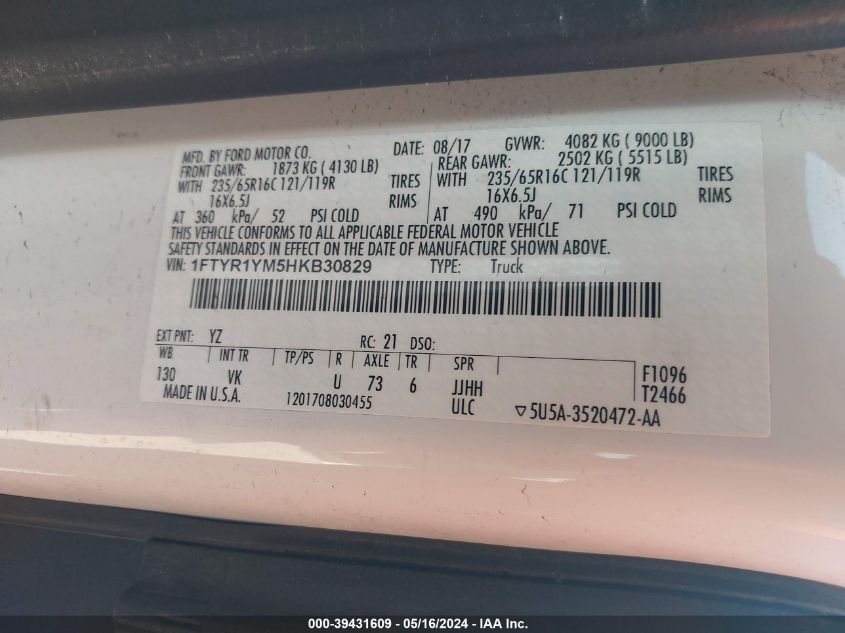 MFD. BY FORD MOTOR CO. DATE: 08/17 GVWR: 4082 KG ( 9000 LB)
FRONT GAWR: 1873 KG ( 4130 LB) REAR GAWR: 2502 KG ( 5515 LB)
WITH 235/65R16C 121/119R TIRES WITH 235/65R16C 121/119R TIRES
16X6.5J RIMS 16X6.5J RIMS
AT 360 kPa/ 52 PSI COLD AT 490 kPa/ 71 PSI COLD
THIS VEHICLE CONFORMS TO ALL APPLICABLE FEDERAL MOTOR VEHICLE
SAFETY STANDARDS IN EFFECT ON THE DATE OF MANUFACTURE SHOWN ABOVE.
VIN: 1FTYR1YM5HKB30829 TYPE: Truck
EXT PNT: YZ RC: 21 DSO:
WB INT TR TP/PS R AXLE TR SPR
130 VK U 73 6 JJHH F1096
MADE IN U.S.A. 1201708030455 ULC T2466
▽5U5A-3520472-AA
000-39431609 - 05/16/2024 - IAA Inc.